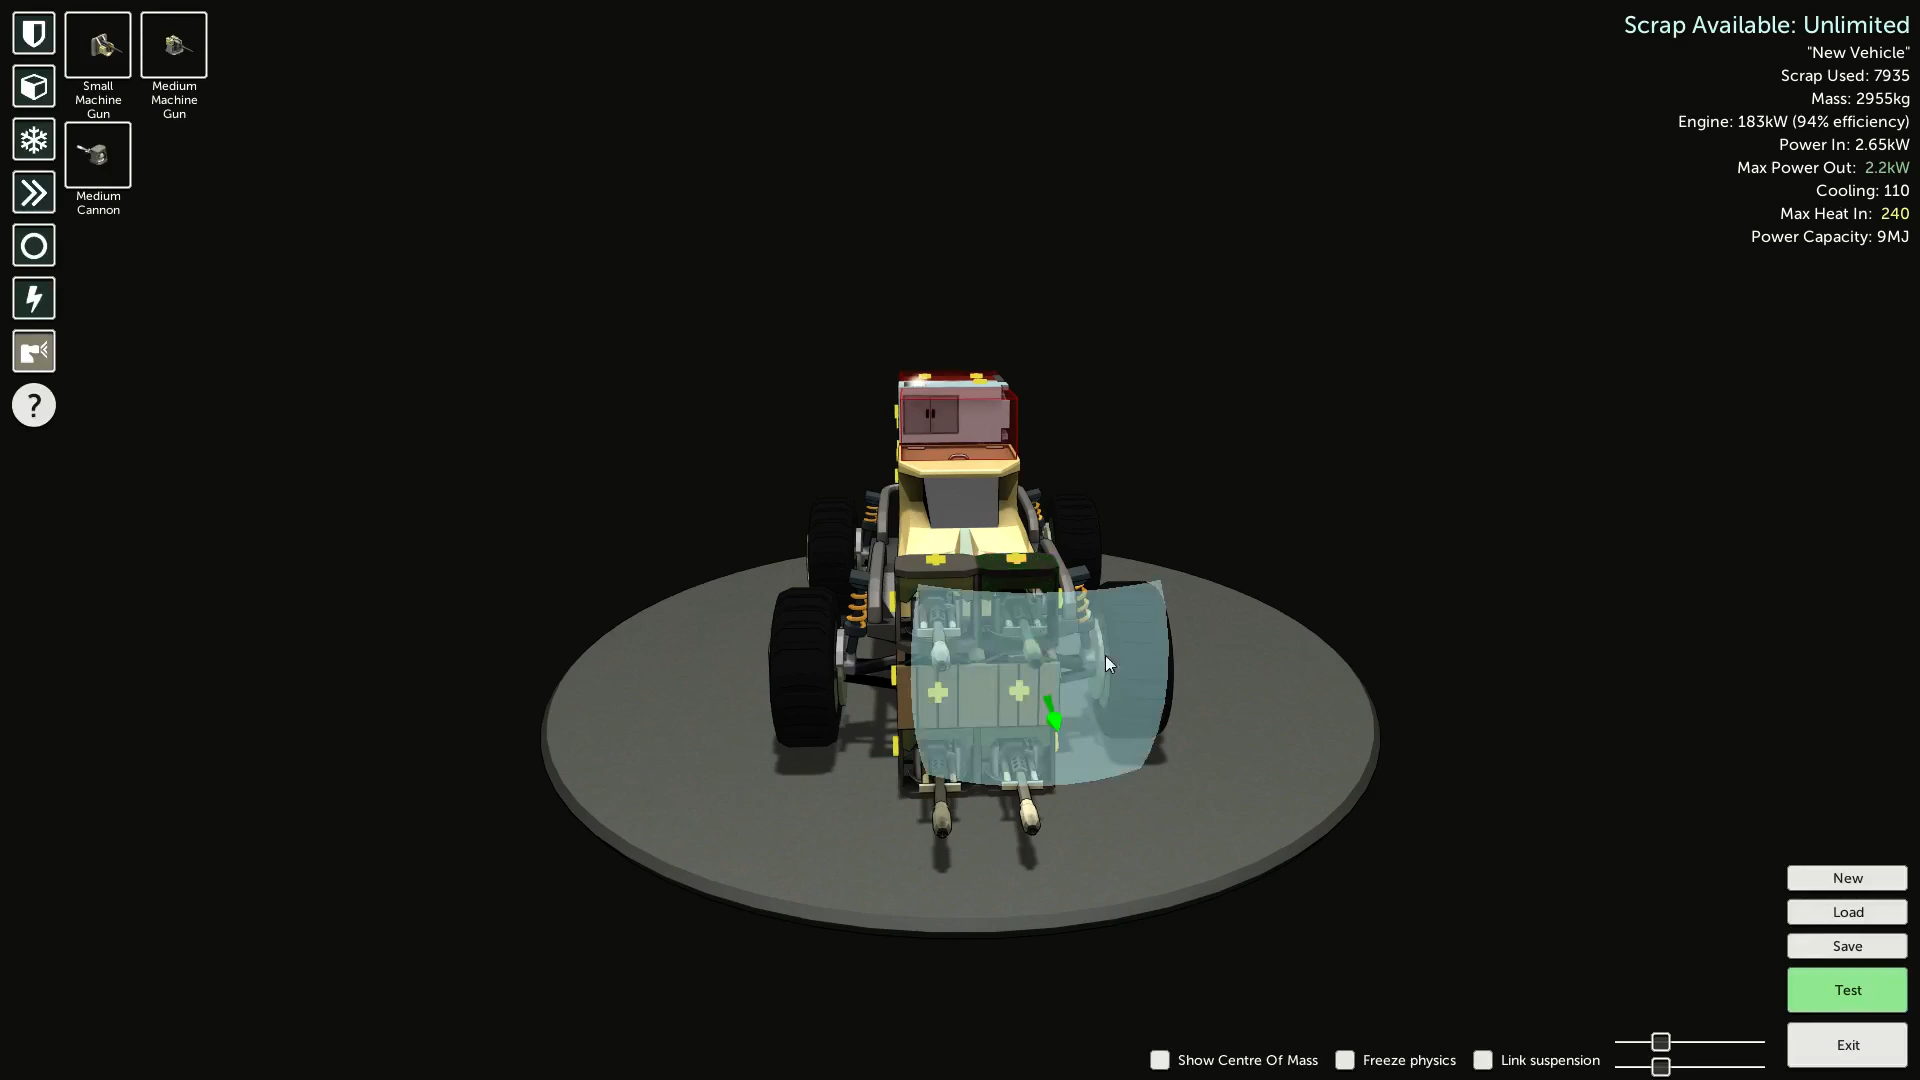 Small
Machine
Gun
Medium
Machine
Gun
Medium
Cannon
?
Scrap Available: Unlimited
"New Vehicle"
Scrap Used: 7935
Mass: 2955kg
Engine: 183kW (94% efficiency)
Power In: 2.65kW
Max Power Out: 2.2kW
Cooling: 110
Max Heat In: 240
Power Capacity: 9MJ
New
Load
Save
Test
Exit
Show Centre Of Mass
Freeze physics
Link suspension